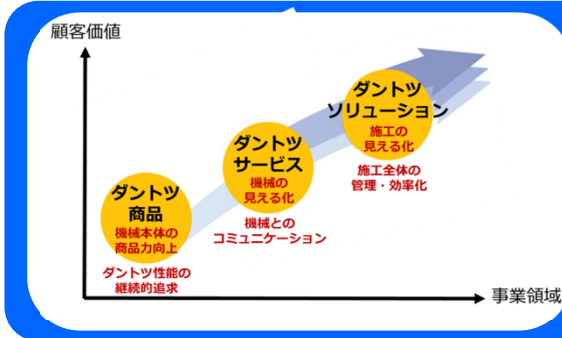 顧客価値
ダントツ
ソリューション
施工の
見える化
施工全体の
管理・効率化
ダントツ
サービス
機械の
見える化
機械との
コミュニケーション
ダントツ
商品
機械本体の
商品力向上
ダントツ性能の
継続的追求
事業領域